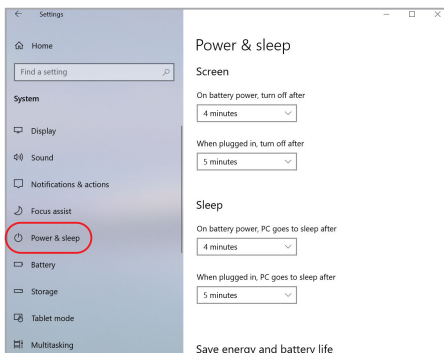 Settings
Home
Find a setting
System
Display
Sound
Notifications & actions
Focus assist
Power & sleep
Battery
Storage
Tablet mode
Multitasking
Power & sleep
Screen
On battery power, turn off after
4 minutes
When plugged in, turn off after
5 minutes
Sleep
On battery power, PC goes to sleep after
4 minutes
When plugged in, PC goes to sleep after
5 minutes
Save energy and battery life